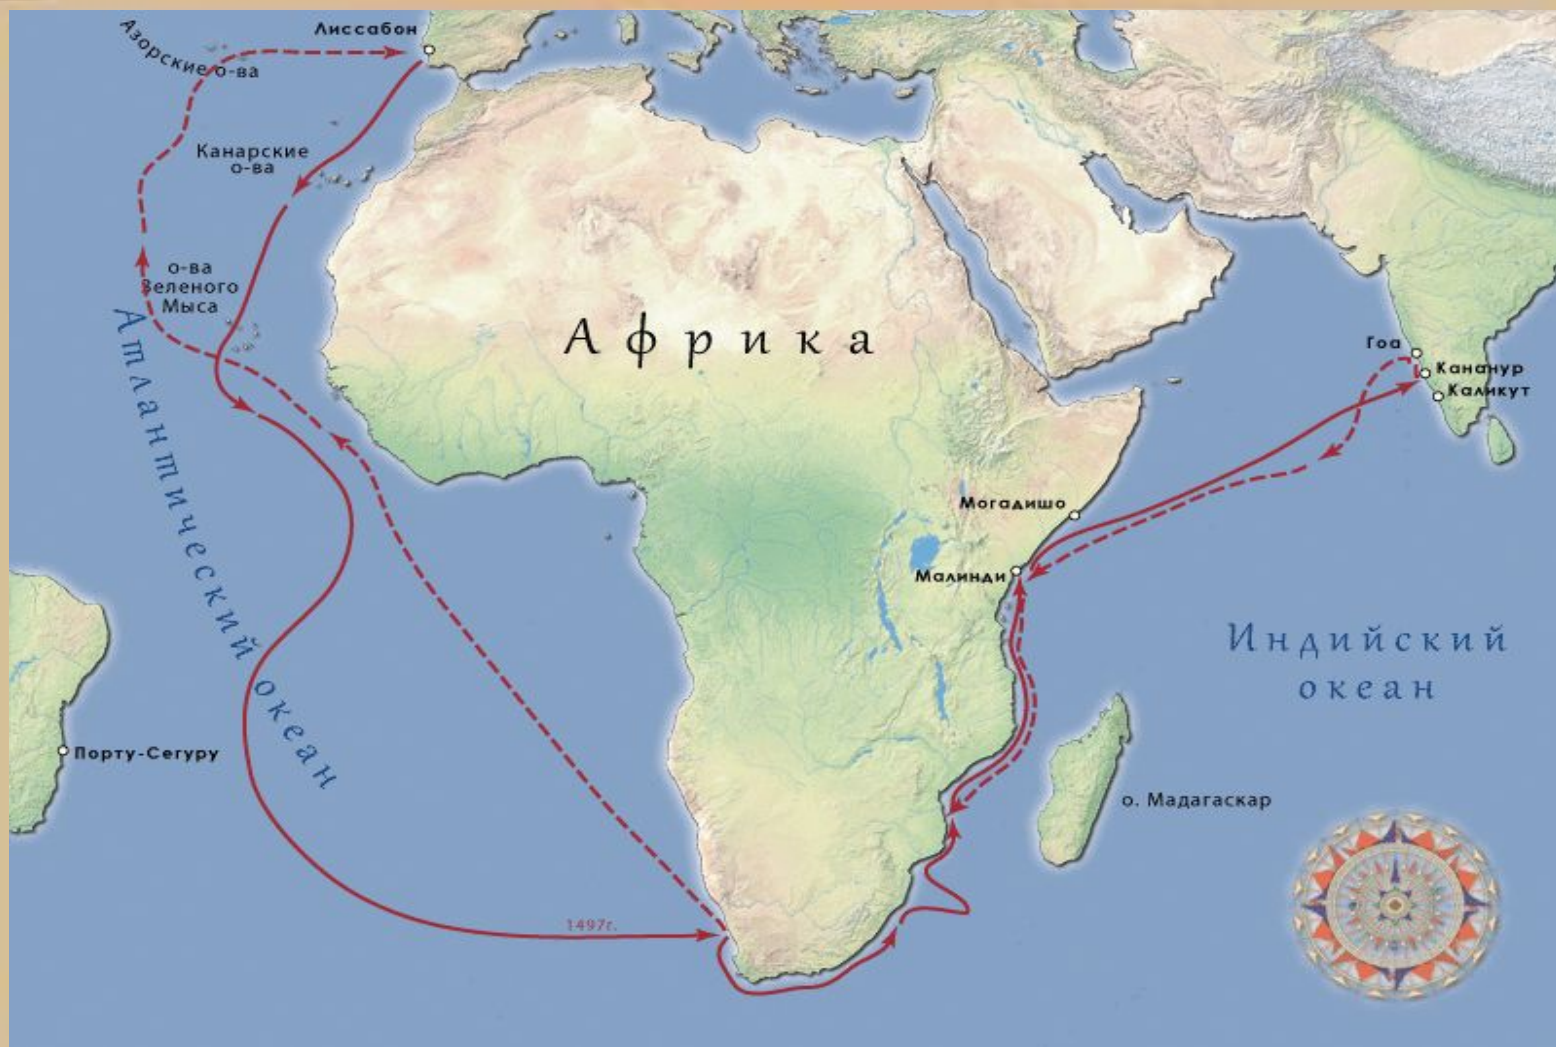 Лиссабон
Азорские о-ва
Канарские
о-ва
о-ва
Зеленого
Мыса
Африка
Гоа
Кананур
Каликут
Атлантический океан
Могадишо
Малинди
Индийский
океан
Порту-Сегуру
о. Мадагаскар
1497г.